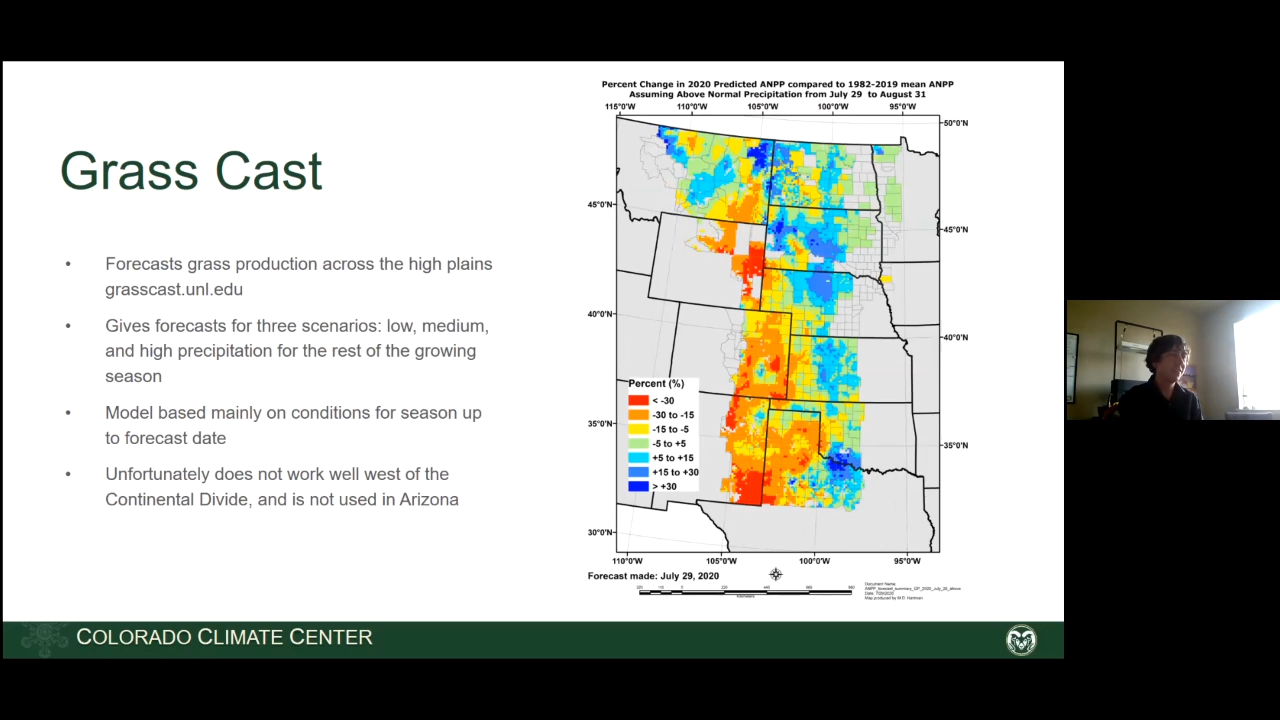 Grass Cast
• Forecasts grass production across the high plains
grasscast.unl.edu
• Gives forecasts for three scenarios: low, medium,
and high precipitation for the rest of the growing
season
• Model based mainly on conditions for season up
to forecast date
• Unfortunately does not work well west of the
Continental Divide, and is not used in Arizona
Percent Change in 2020 Predicted ANPP compared to 1982-2019 mean ANPP
Assuming Above Normal Precipitation from July 29 to August 31
115°0'W 110°0'W 105°0'W 100°0'W 95°0'W
50°0'N
45°0'N
45°0'N
40°0'N
40°0'N
35°0'N
35°0'N
30°0'N
Percent (%)
< -30
-30 to -15
-15 to -5
-5 to +5
+5 to +15
+15 to +30
> +30
110°0'W 105°0'W 100°0'W 95°0'W
Forecast made: July 29, 2020
Kilometers
Document Name:
Map produced by M.D. Hartman
COLORADO CLIMATE CENTER